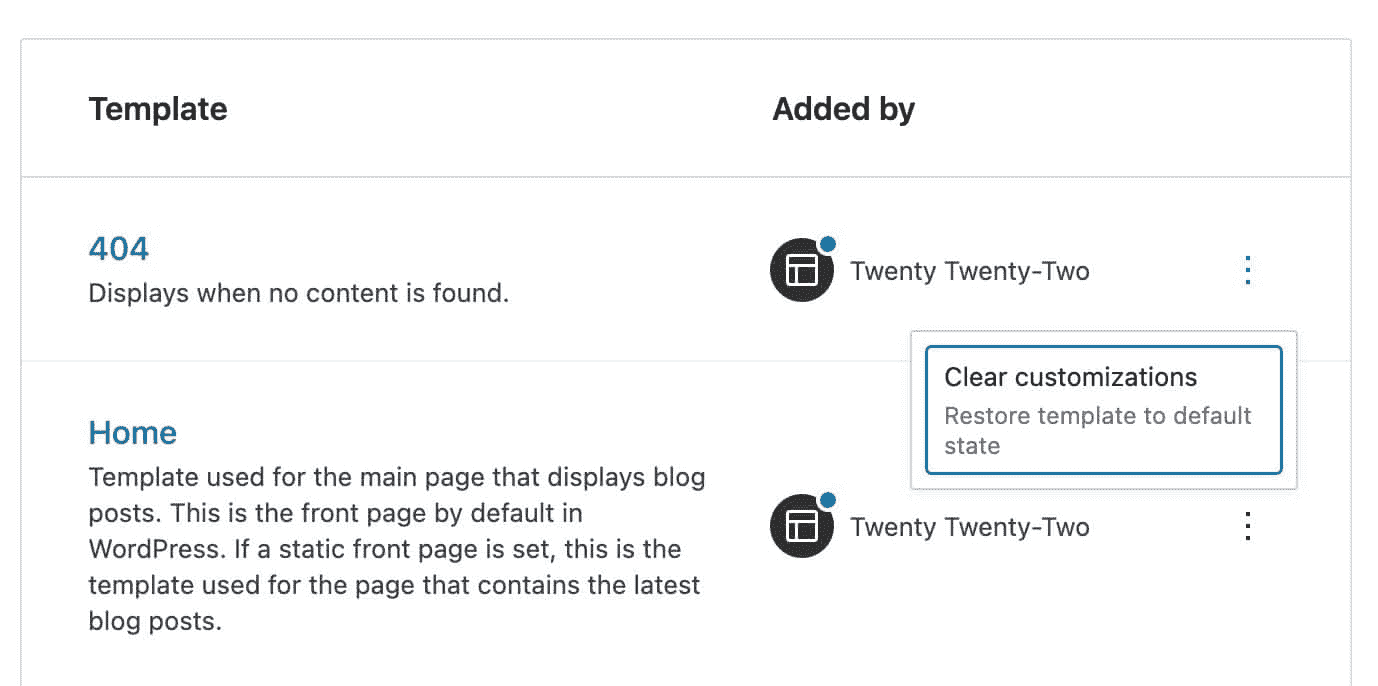 Template
Added by
404
Displays when no content is found.
Twenty Twenty-Two
Clear customizations
Restore template to default
state
Home
Template used for the main page that displays blog
posts. This is the front page by default in
WordPress. If a static front page is set, this is the
template used for the page that contains the latest
blog posts.
Twenty Twenty-Two